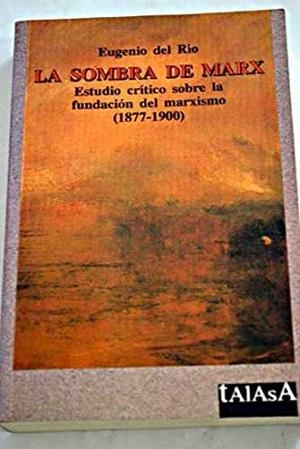 Eugenio del Río
LA SOMBRA DE MARX
Estudio crítico sobre la
fundación del marxismo
(1877-1900)
tAlAsA